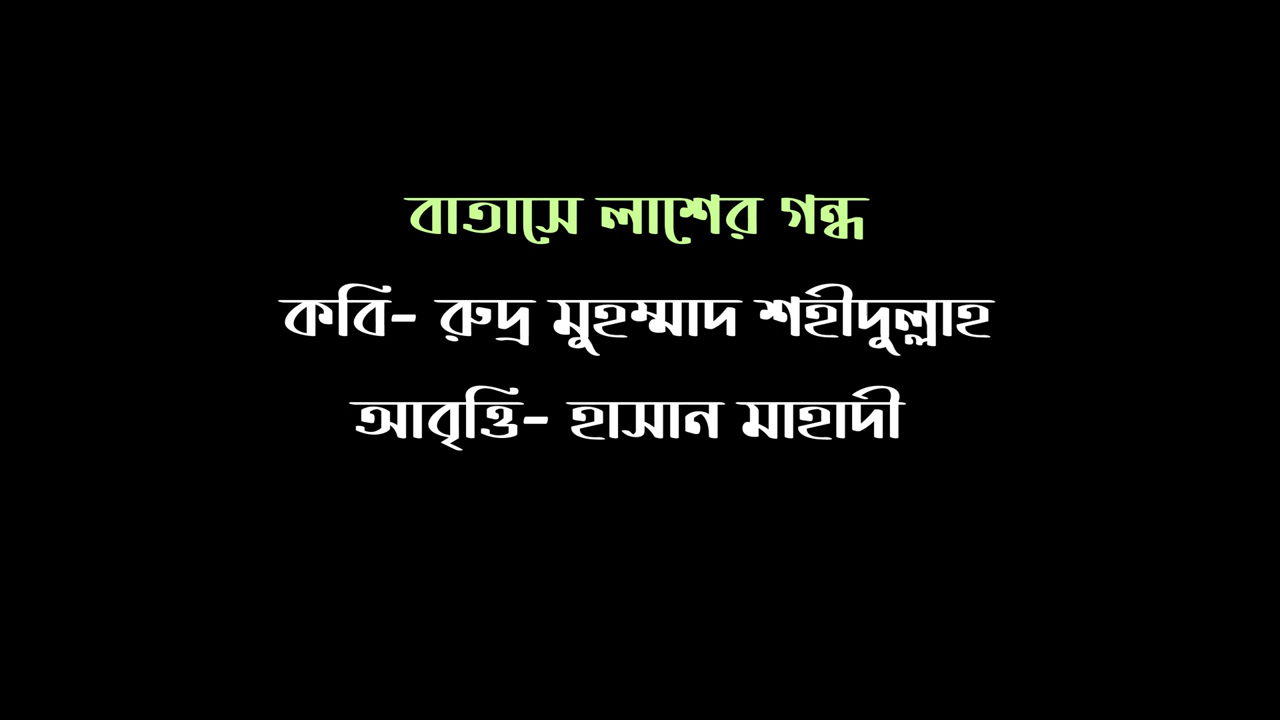 বাতাসে লাশের গন্ধ
কবি- রুদ্র মুহম্মাদ শহীদুল্লাহ
আবৃত্তি- হাসান মাহাদী